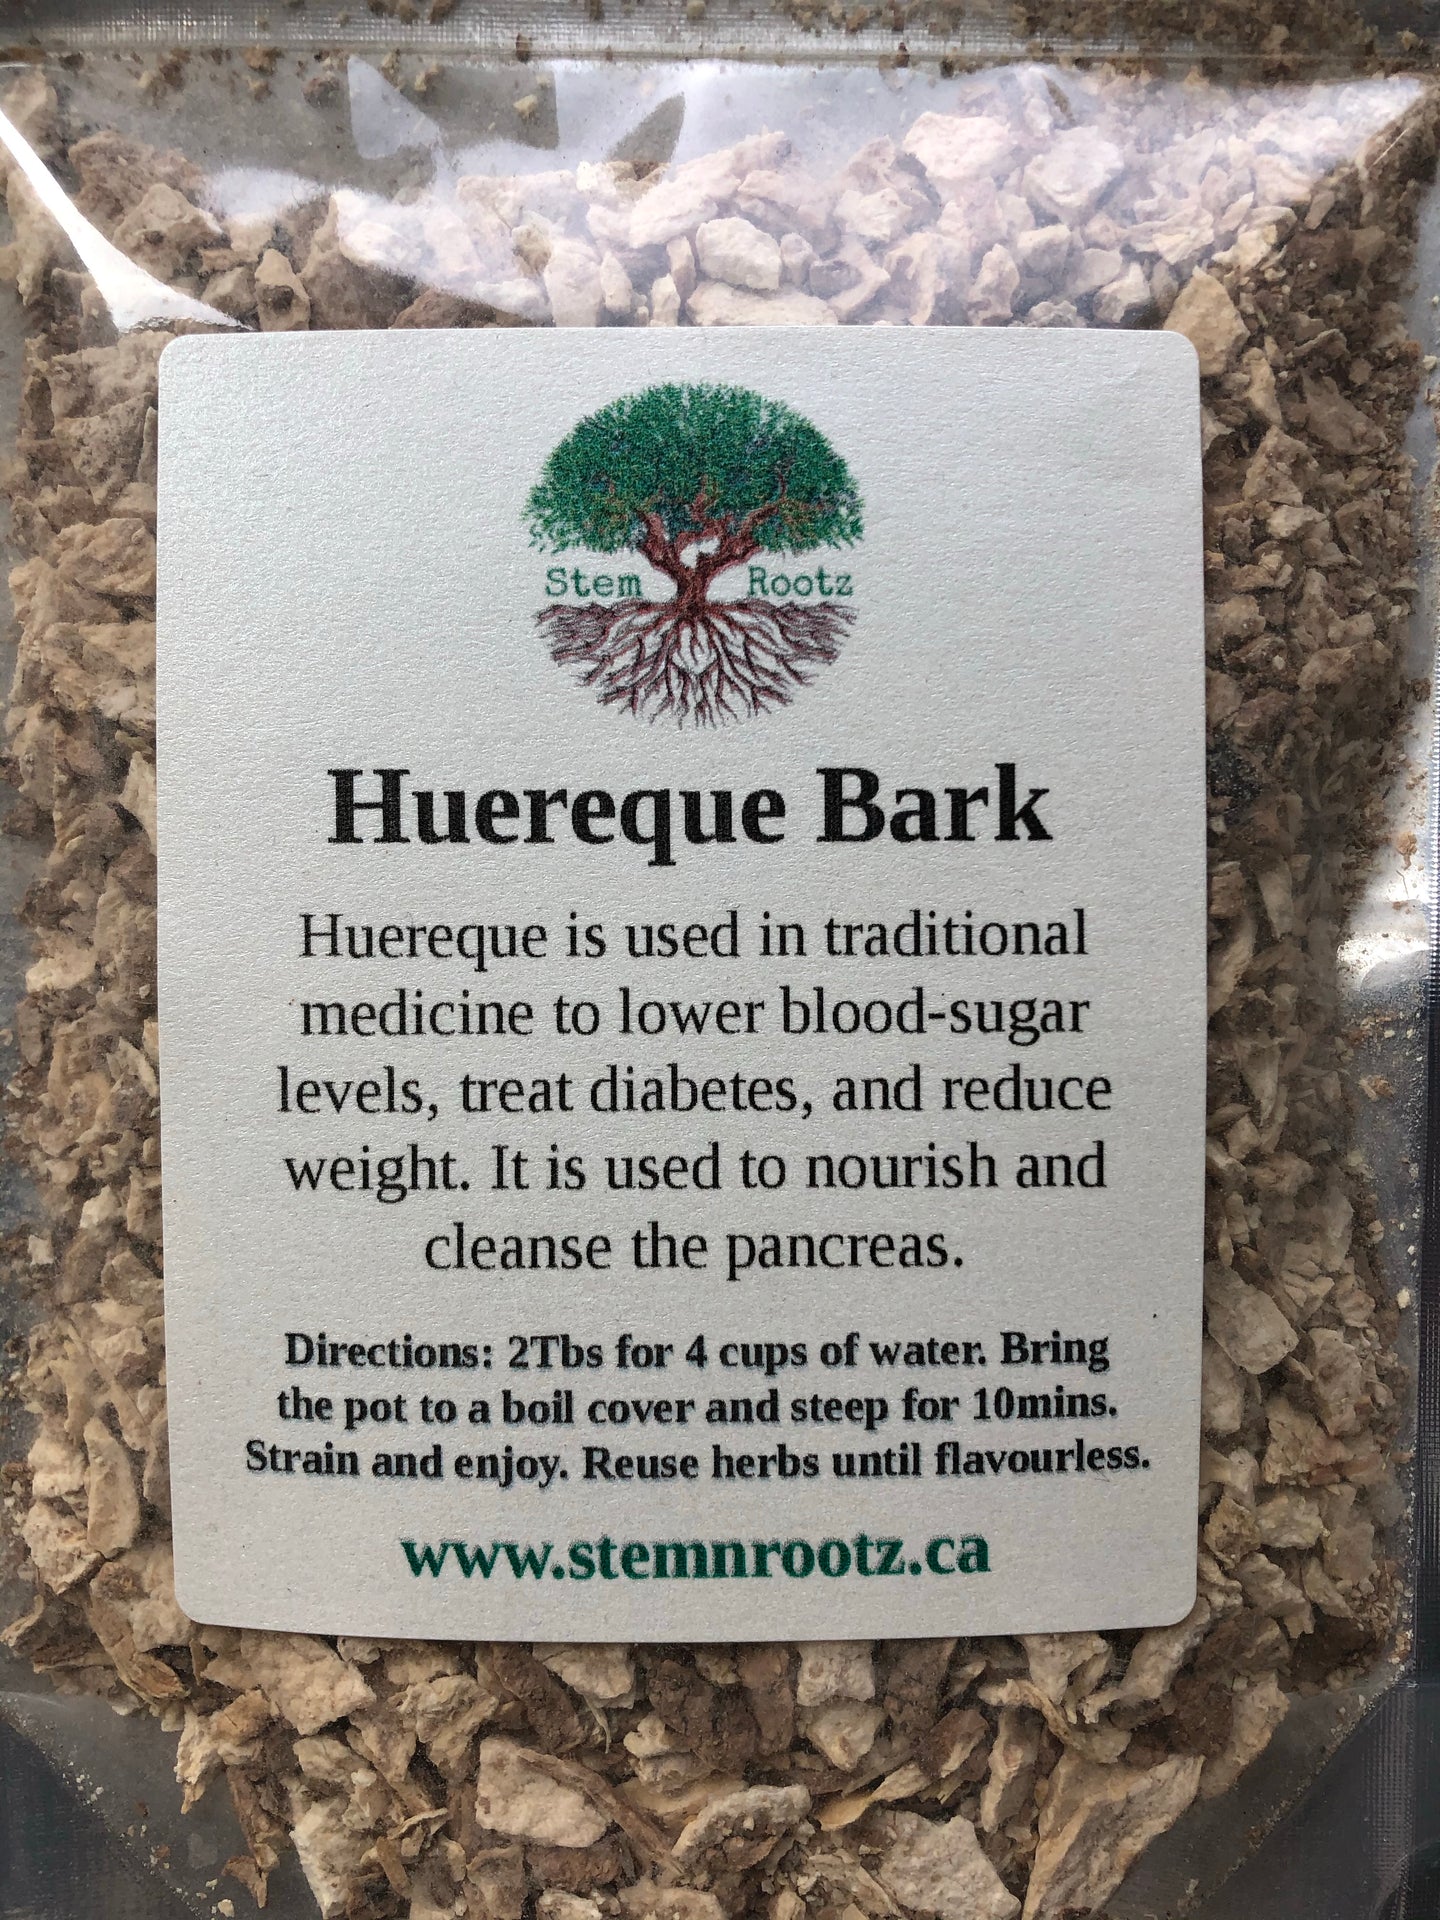 Stem Rootz
Huereque Bark
Huereque is used in traditional
medicine to lower blood-sugar
levels, treat diabetes, and reduce
weight. It is used to nourish and
cleanse the pancreas.
Directions: 2Tbs for 4 cups of water. Bring
the pot to a boil cover and steep for 10mins.
Strain and enjoy. Reuse herbs until flavourless.
www.stemnrootz.ca